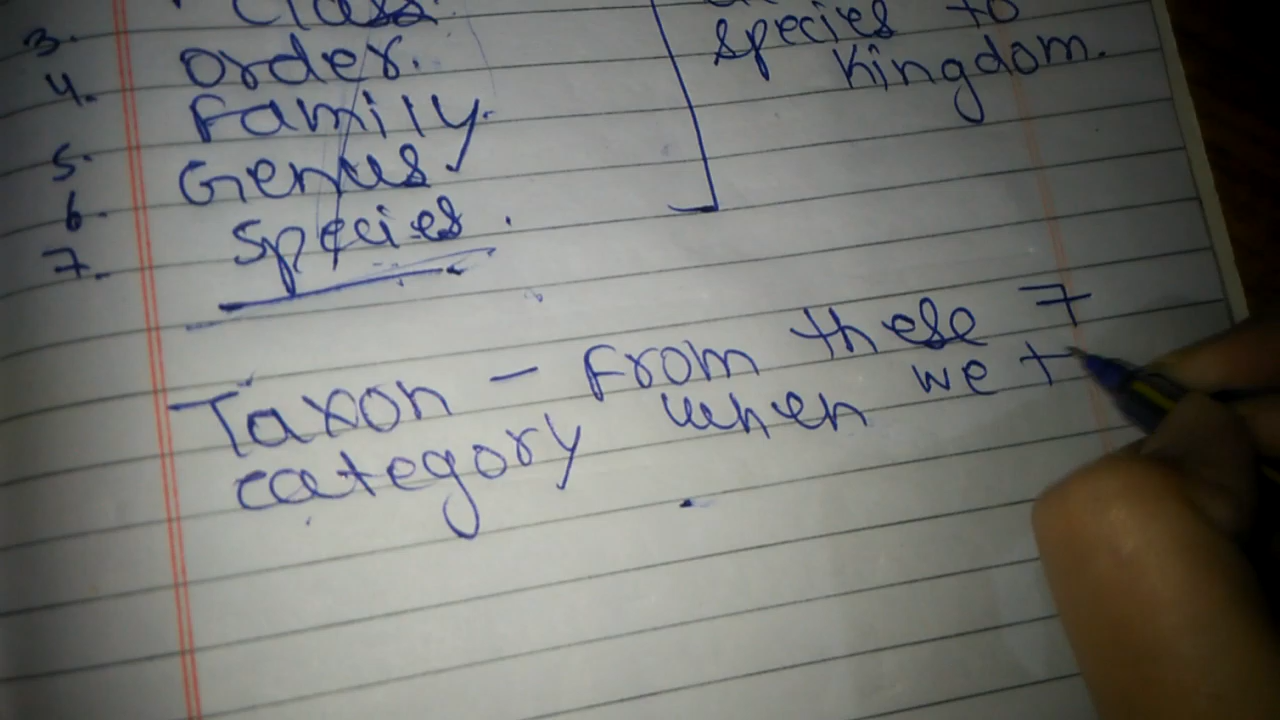 3. Class
4. Order.
5. Family.
6. Genus
7. Species.
species to
Kingdom.
Taxon - From these 7
category when we t